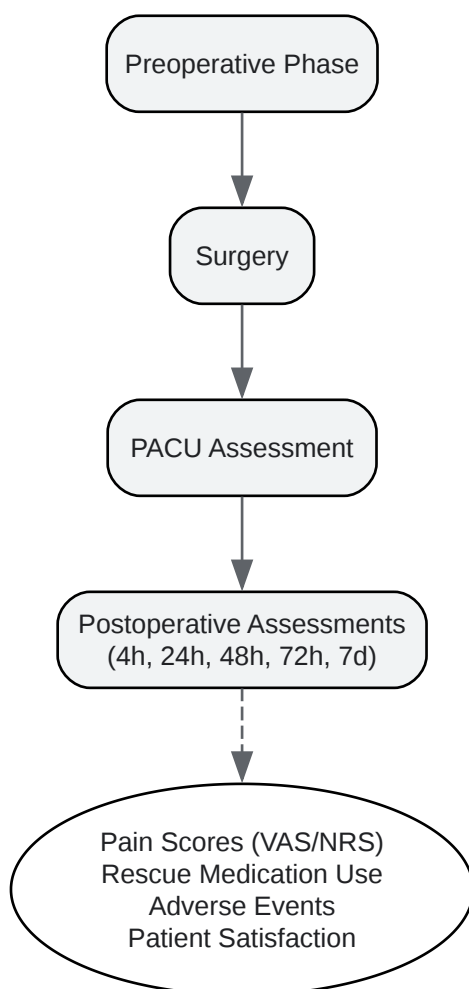 Preoperative Phase
Surgery
PACU Assessment
Postoperative Assessments
(4h, 24h, 48h, 72h, 7d)
Pain Scores (VAS/NRS)
Rescue Medication Use
Adverse Events
Patient Satisfaction